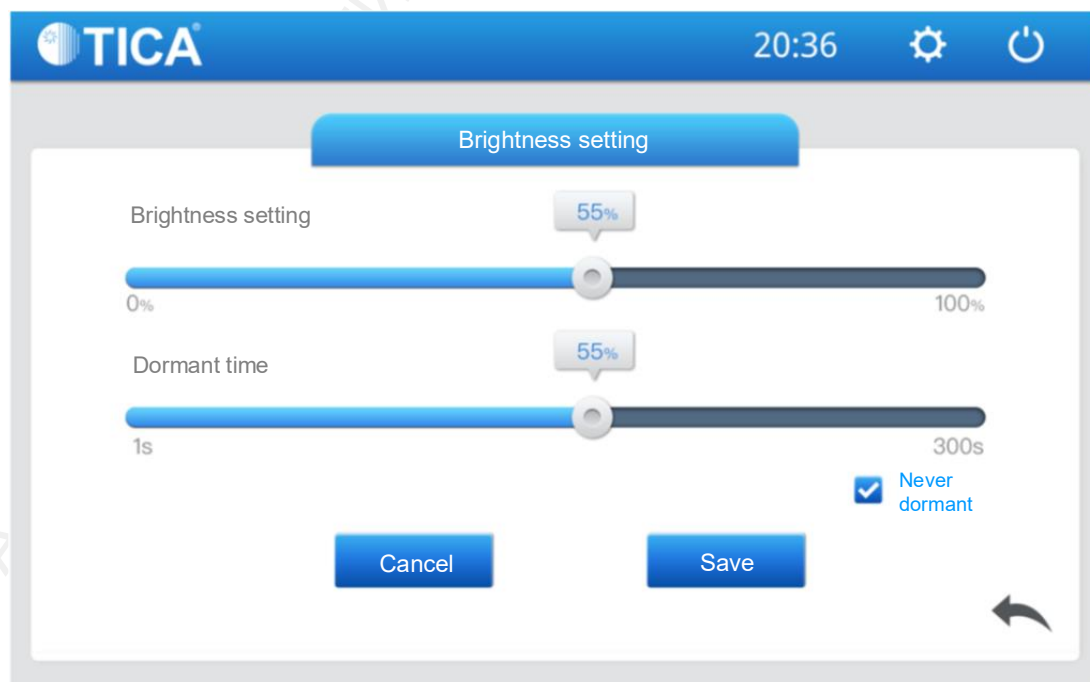 TICA®
20:36
Brightness setting
Brightness setting
55%
0%
100%
Dormant time
55%
1s
300s
Never
dormant
Cancel
Save